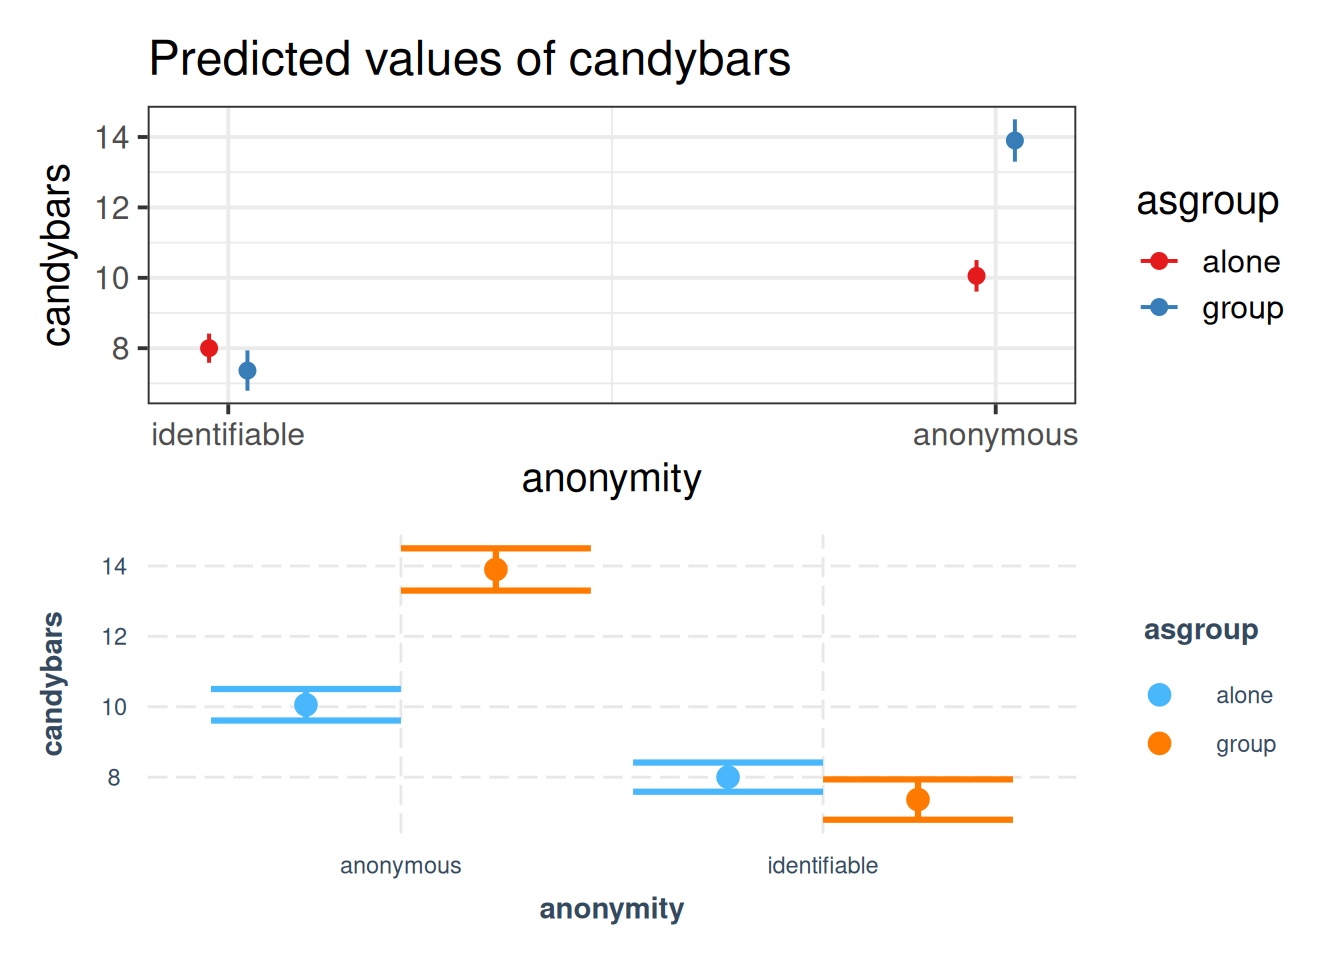 Predicted values of candybars
14
12
10
8
candybars
identifiable
anonymous
anonymity
asgroup
alone
group
14
12
10
8
candybars
anonymous
identifiable
anonymity
asgroup
alone
group